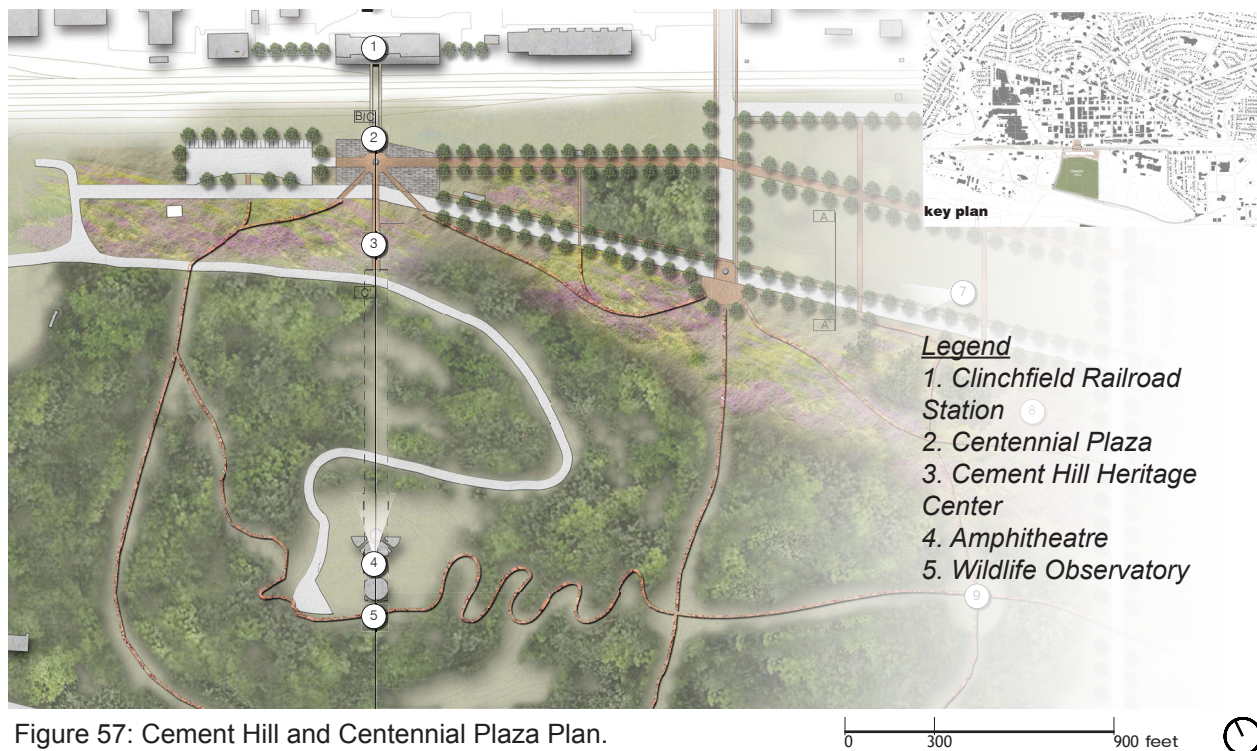 1
B/C
2
3
C'
4
5
A
A'
7
8
9
CEMENT
HILL
key plan
Legend
1. Clinchfield Railroad
Station
2. Centennial Plaza
3. Cement Hill Heritage
Center
4. Amphitheatre
5. Wildlife Observatory
Figure 57: Cement Hill and Centennial Plaza Plan.
0 300 900 feet